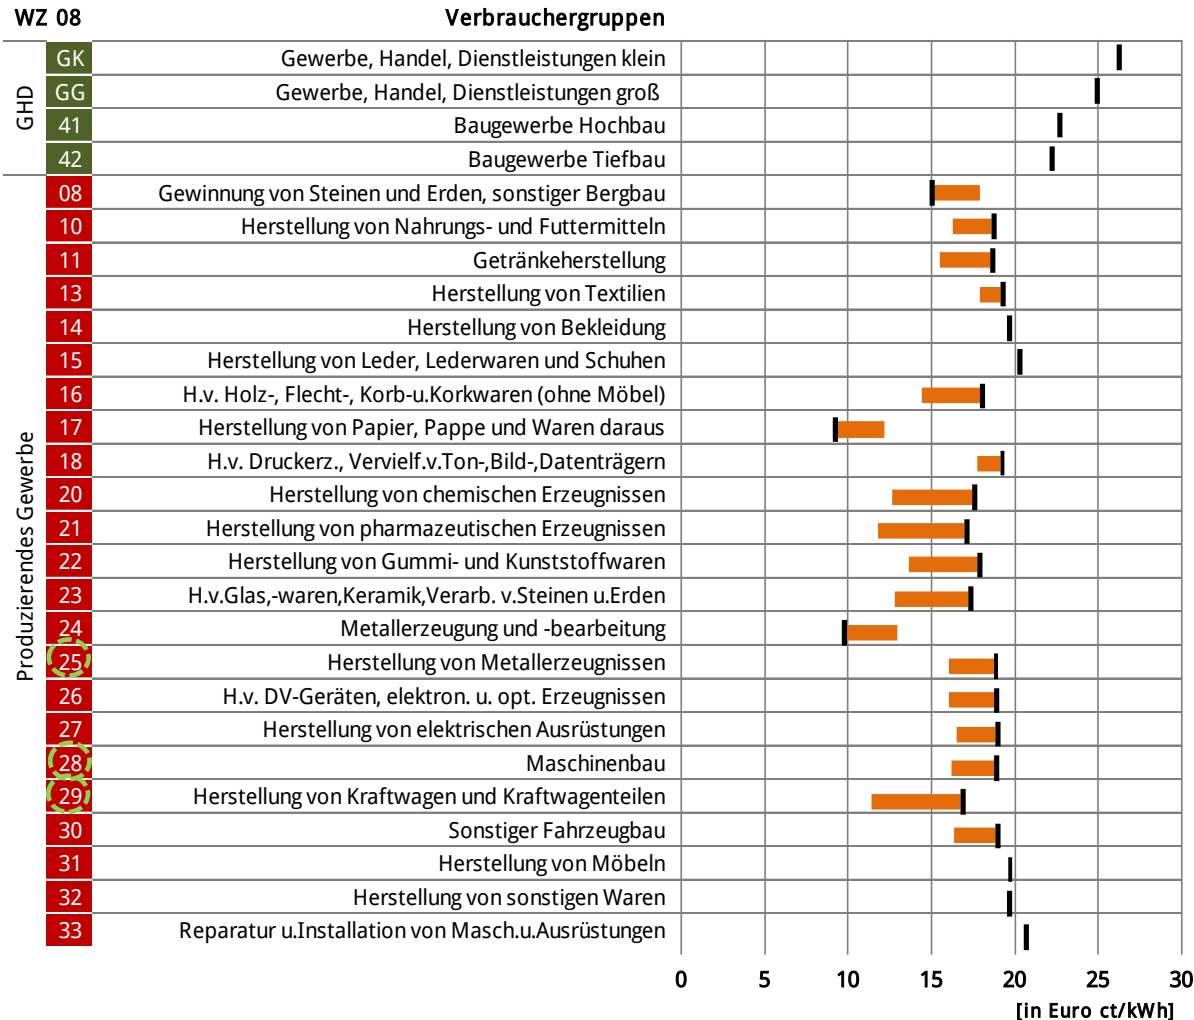 WZ 08 Verbrauchergruppen
GHD
GK Gewerbe, Handel, Dienstleistungen klein
GG Gewerbe, Handel, Dienstleistungen groß
41 Baugewerbe Hochbau
42 Baugewerbe Tiefbau
Produzierendes Gewerbe
08 Gewinnung von Steinen und Erden, sonstiger Bergbau
10 Herstellung von Nahrungs- und Futtermitteln
11 Getränkeherstellung
13 Herstellung von Textilien
14 Herstellung von Bekleidung
15 Herstellung von Leder, Lederwaren und Schuhen
16 H.v. Holz-, Flecht-, Korb-u.Korkwaren (ohne Möbel)
17 Herstellung von Papier, Pappe und Waren daraus
18 H.v. Druckerz., Vervielf.v.Ton-,Bild-,Datenträgern
20 Herstellung von chemischen Erzeugnissen
21 Herstellung von pharmazeutischen Erzeugnissen
22 Herstellung von Gummi- und Kunststoffwaren
23 H.v.Glas,-waren,Keramik,Verarb. v.Steinen u.Erden
24 Metallerzeugung und -bearbeitung
25 Herstellung von Metallerzeugnissen
26 H.v. DV-Geräten, elektron. u. opt. Erzeugnissen
27 Herstellung von elektrischen Ausrüstungen
28 Maschinenbau
29 Herstellung von Kraftwagen und Kraftwagenteilen
30 Sonstiger Fahrzeugbau
31 Herstellung von Möbeln
32 Herstellung von sonstigen Waren
33 Reparatur u.Installation von Masch.u.Ausrüstungen
0 5 10 15 20 25 30
[in Euro ct/kWh]